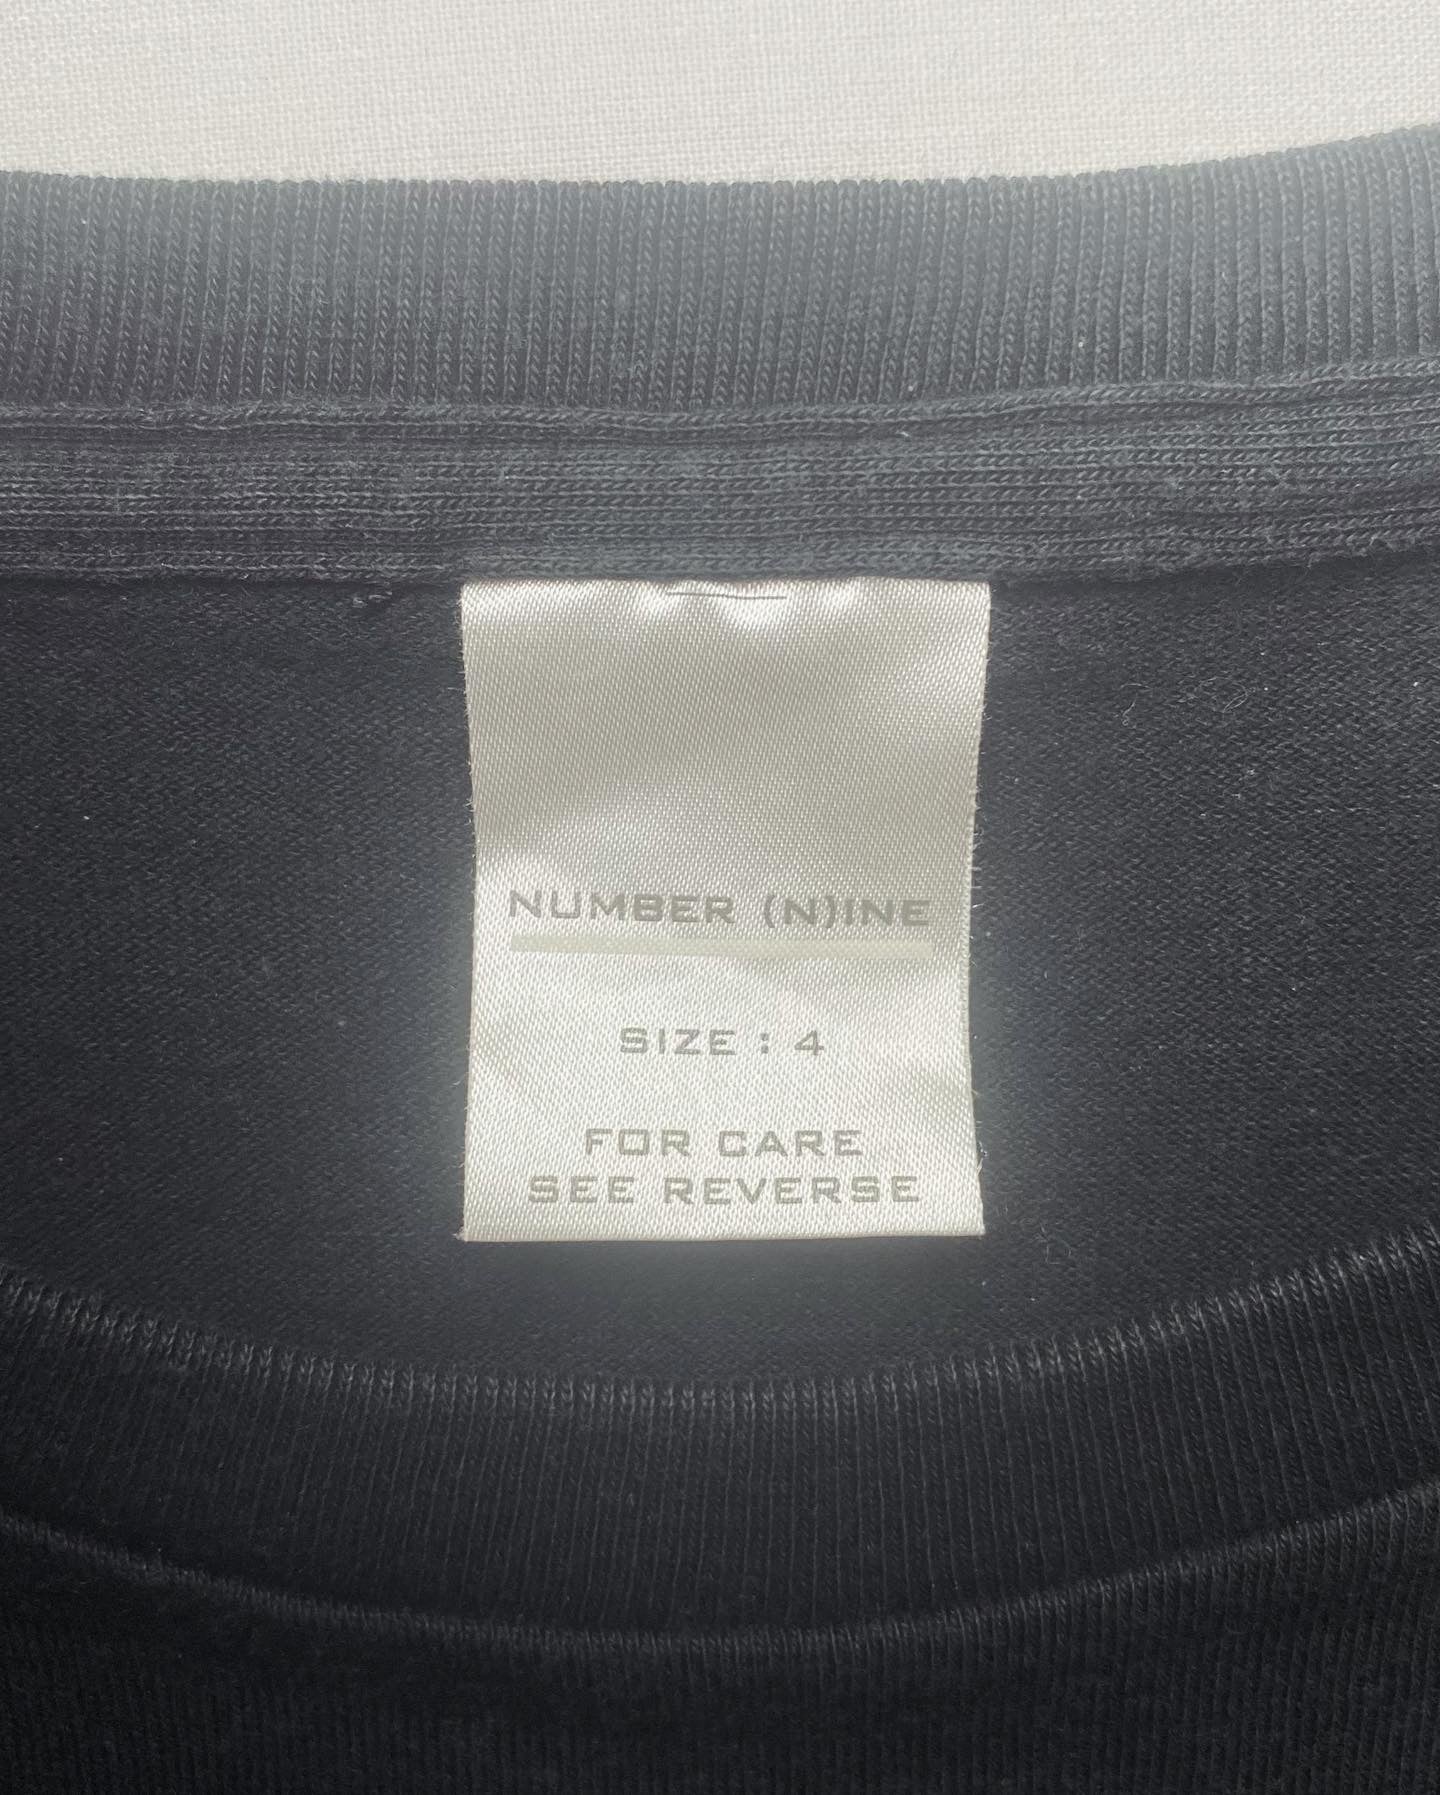 NUMBER (N)INE
SIZE : 4
FOR CARE
SEE REVERSE